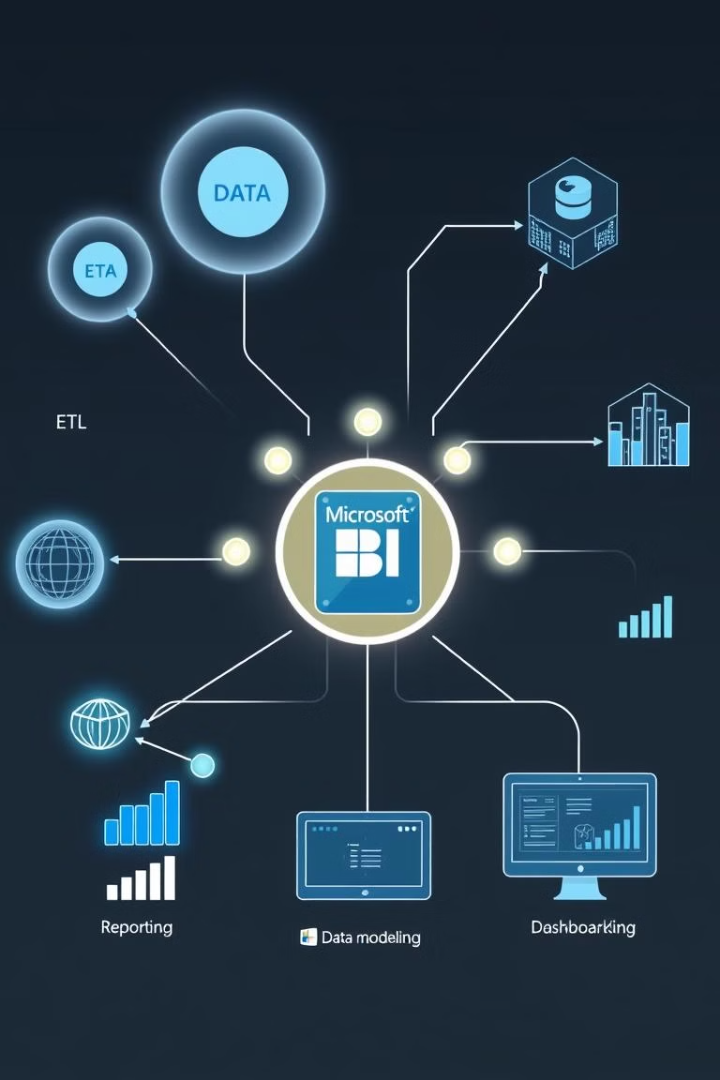 DATA
ETA
ETL
Microsoft
BI
Reporting
Data modeling
Dashboarking